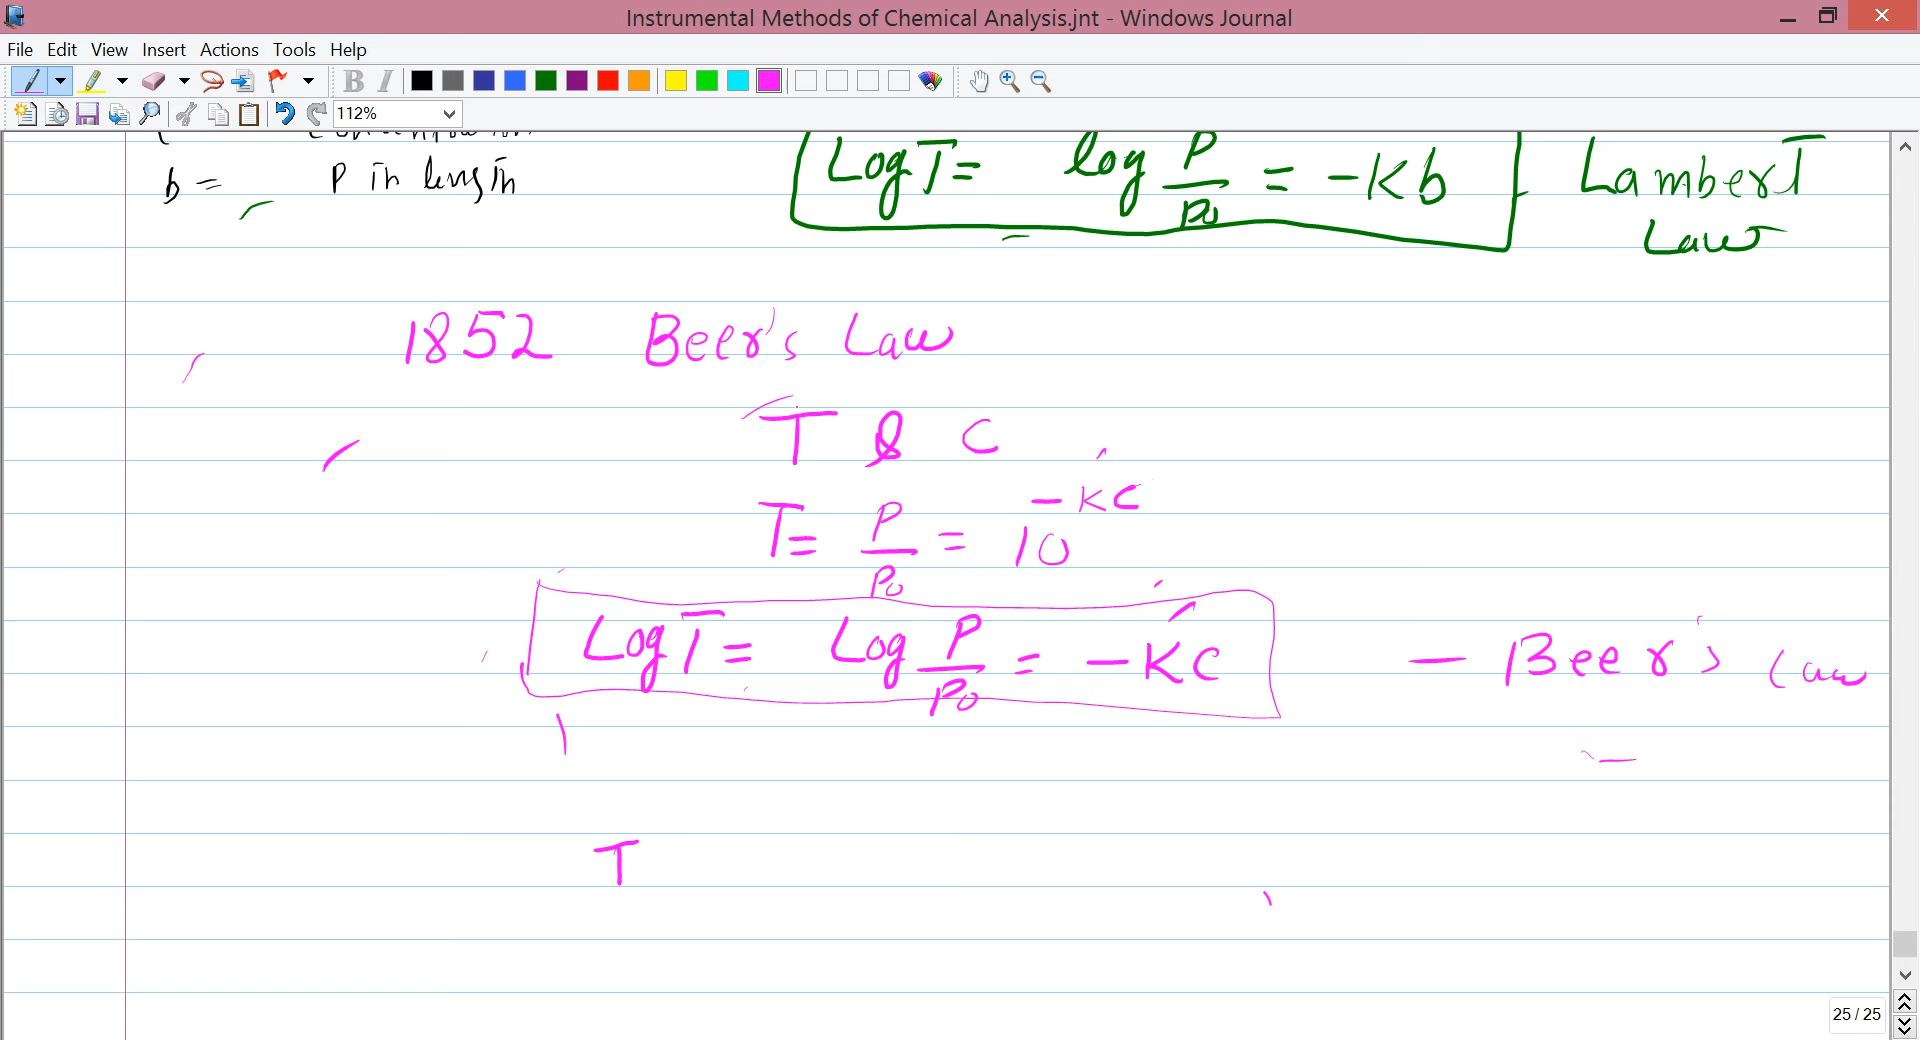 Instrumental Methods of Chemical Analysis.jnt - Windows Journal
File Edit View Insert Actions Tools Help
B I
112%
b = P in length
Log T = log P/P0 = -Kb
Lambert Law
1852 Beer's Law
T & C
T = P/P0 = 10^-KC
Log T = Log P/P0 = -K'C — Beer's Law
T
25 / 25